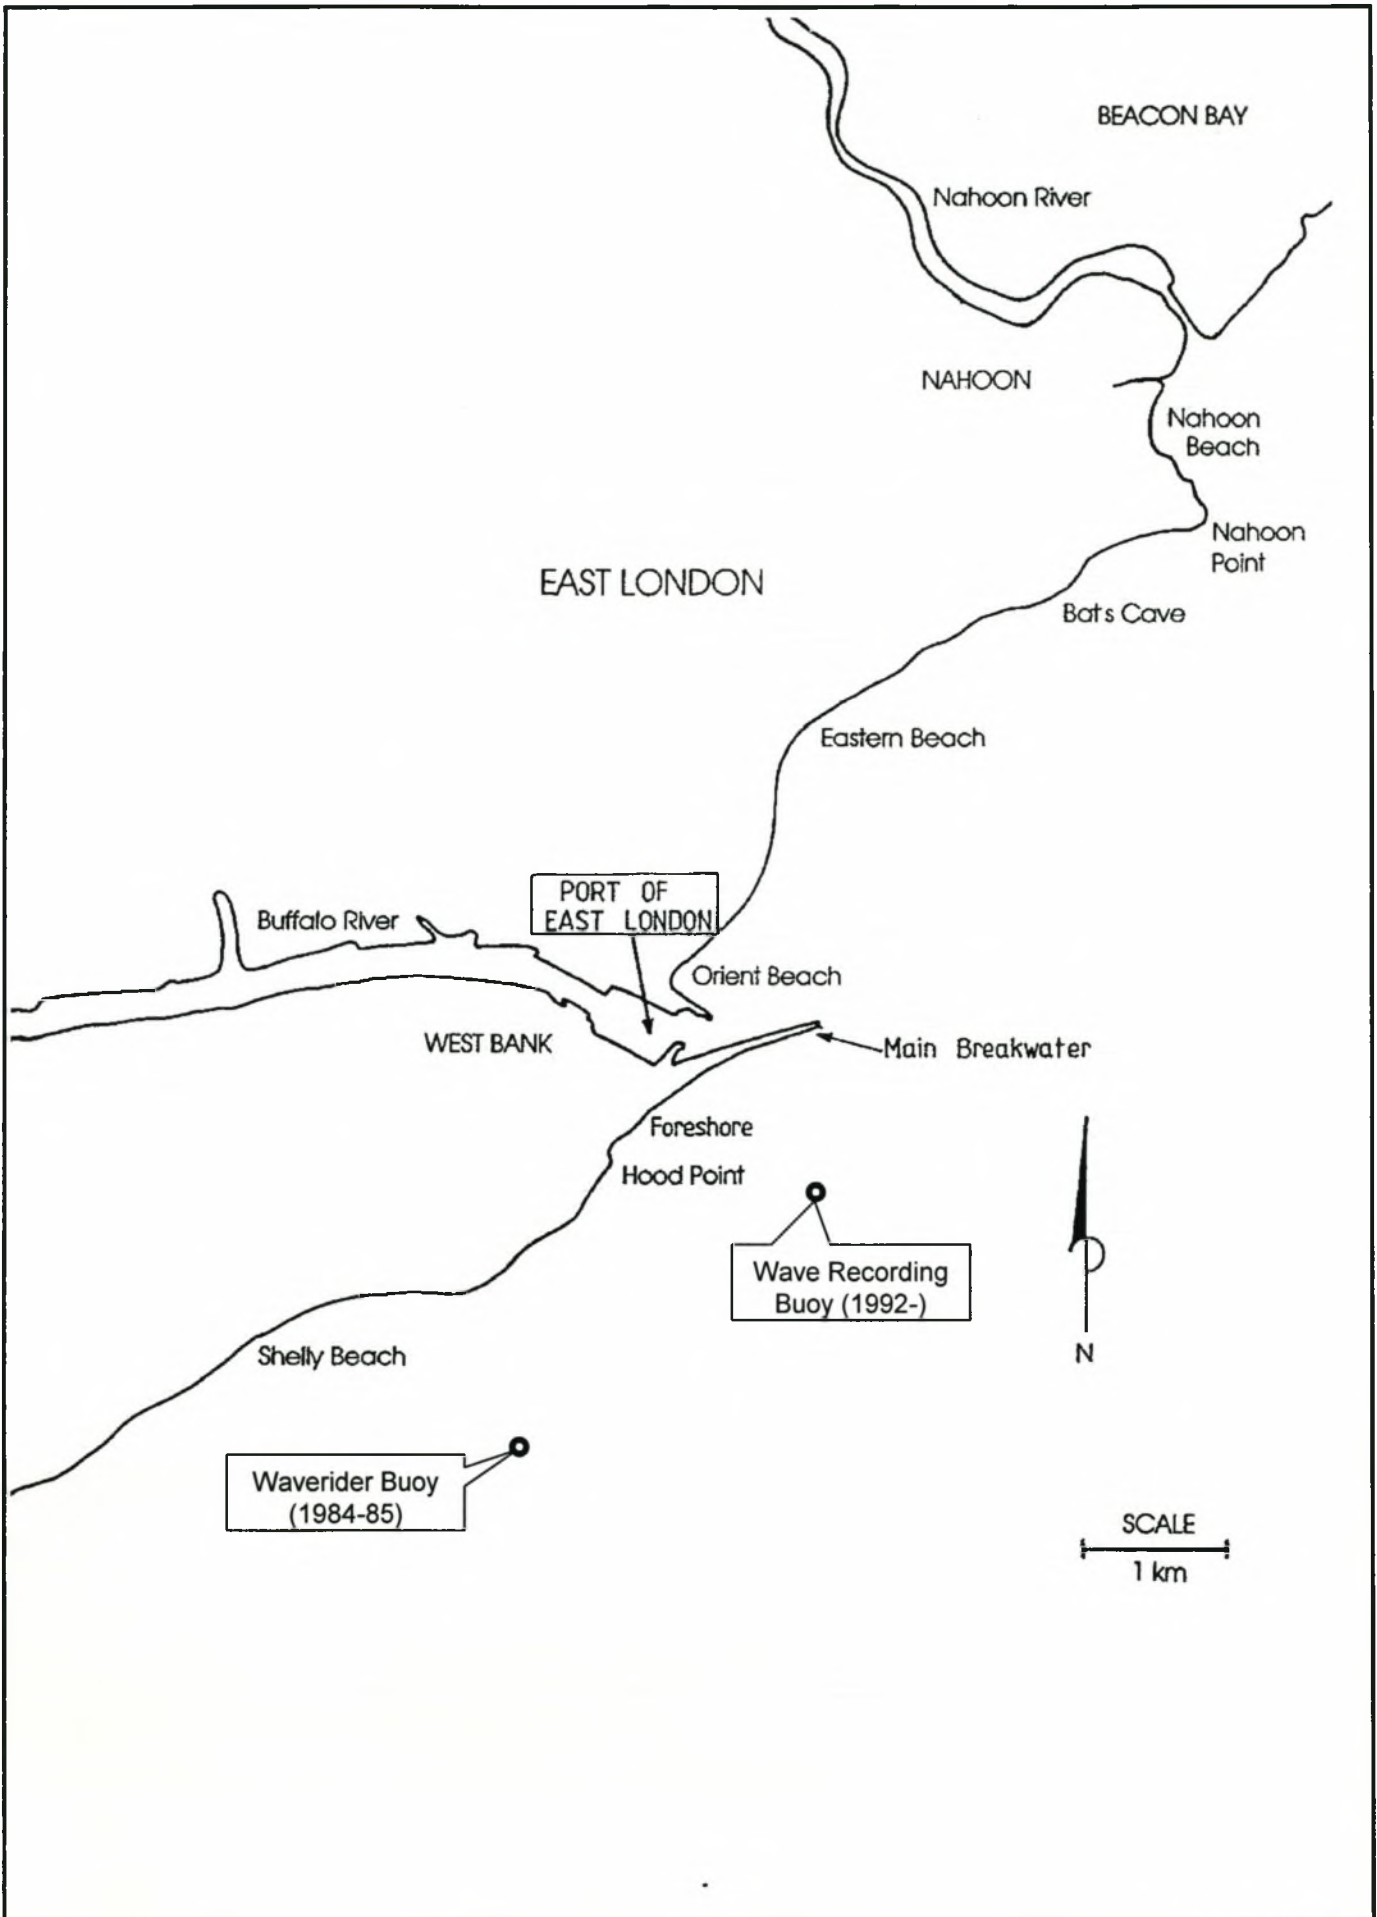 BEACON BAY
Nahoon River
NAHOON
Nahoon
Beach
Nahoon
Point
EAST LONDON
Bats Cave
Eastern Beach
PORT OF
EAST LONDON
Buffalo River
Orient Beach
WEST BANK
Main Breakwater
Foreshore
Hood Point
Wave Recording
Buoy (1992-)
N
Shelly Beach
Waverider Buoy
(1984-85)
SCALE
1 km